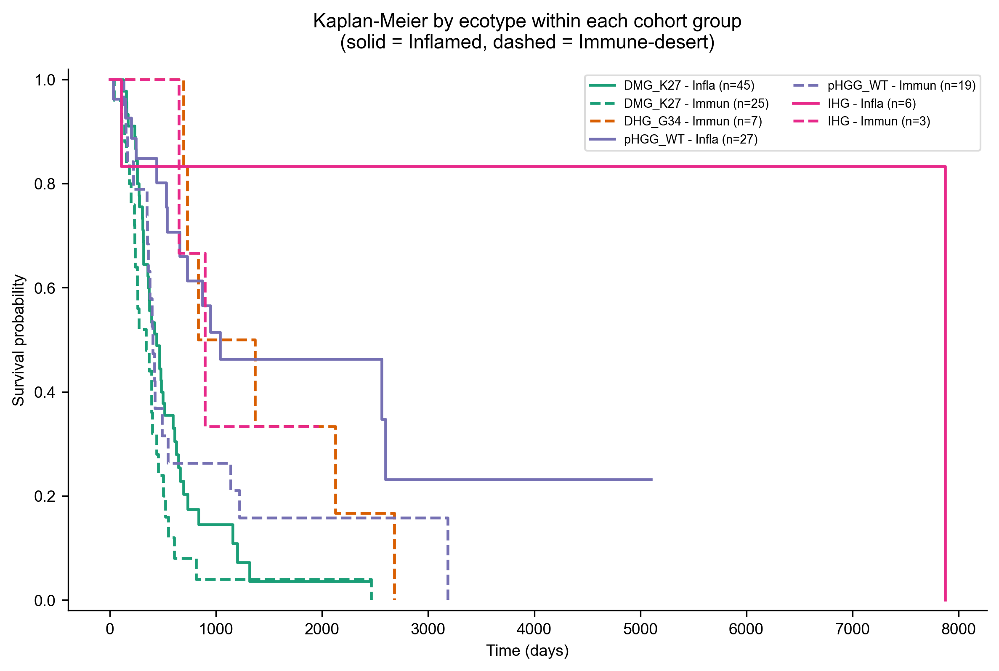 Kaplan-Meier by ecotype within each cohort group
(solid = Inflamed, dashed = Immune-desert)
DMG_K27 - Infla (n=45)
DMG_K27 - Immun (n=25)
DHG_G34 - Immun (n=7)
pHGG_WT - Infla (n=27)
pHGG_WT - Immun (n=19)
IHG - Infla (n=6)
IHG - Immun (n=3)
Survival probability
1.0
0.8
0.6
0.4
0.2
0.0
0 1000 2000 3000 4000 5000 6000 7000 8000
Time (days)